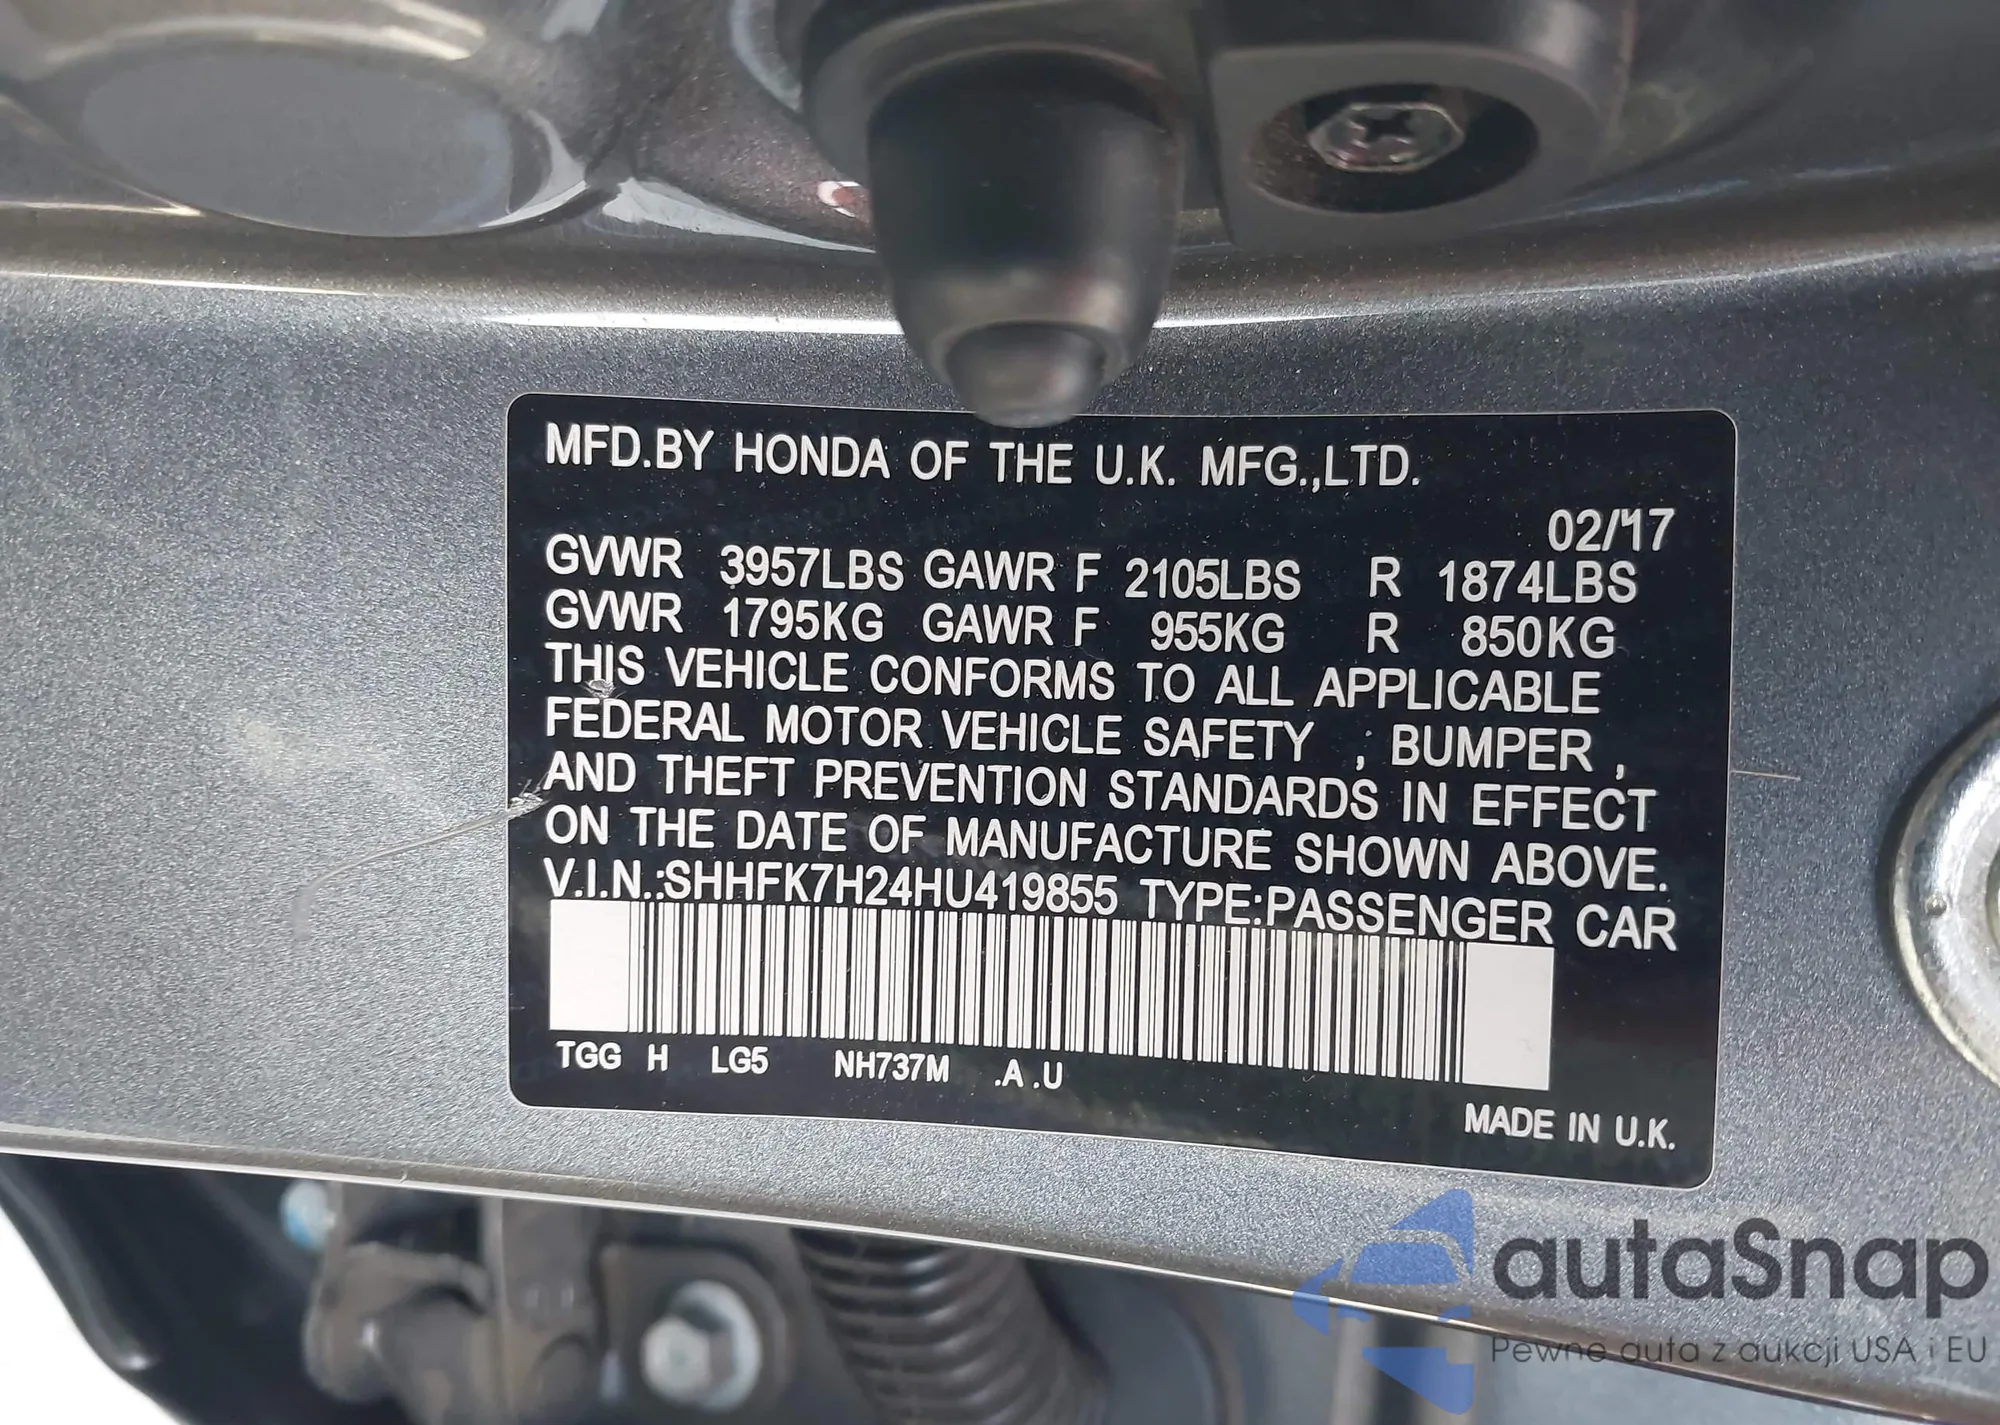 MFD.BY HONDA OF THE U.K. MFG.,LTD.
02/'17
GVWR 3957LBS GAWR F 2105LBS R 1874LBS
GVWR 1795KG GAWR F 955KG R 850KG
THIS VEHICLE CONFORMS TO ALL APPLICABLE
FEDERAL MOTOR VEHICLE SAFETY , BUMPER ,
AND THEFT PREVENTION STANDARDS IN EFFECT
ON THE DATE OF MANUFACTURE SHOWN ABOVE.
V.I.N.:SHHFK7H24HU419855 TYPE:PASSENGER CAR
TGG H LG5 NH737M .A .U
MADE IN U.K.
autaSnap
Pewne auta z aukcji USA i EU